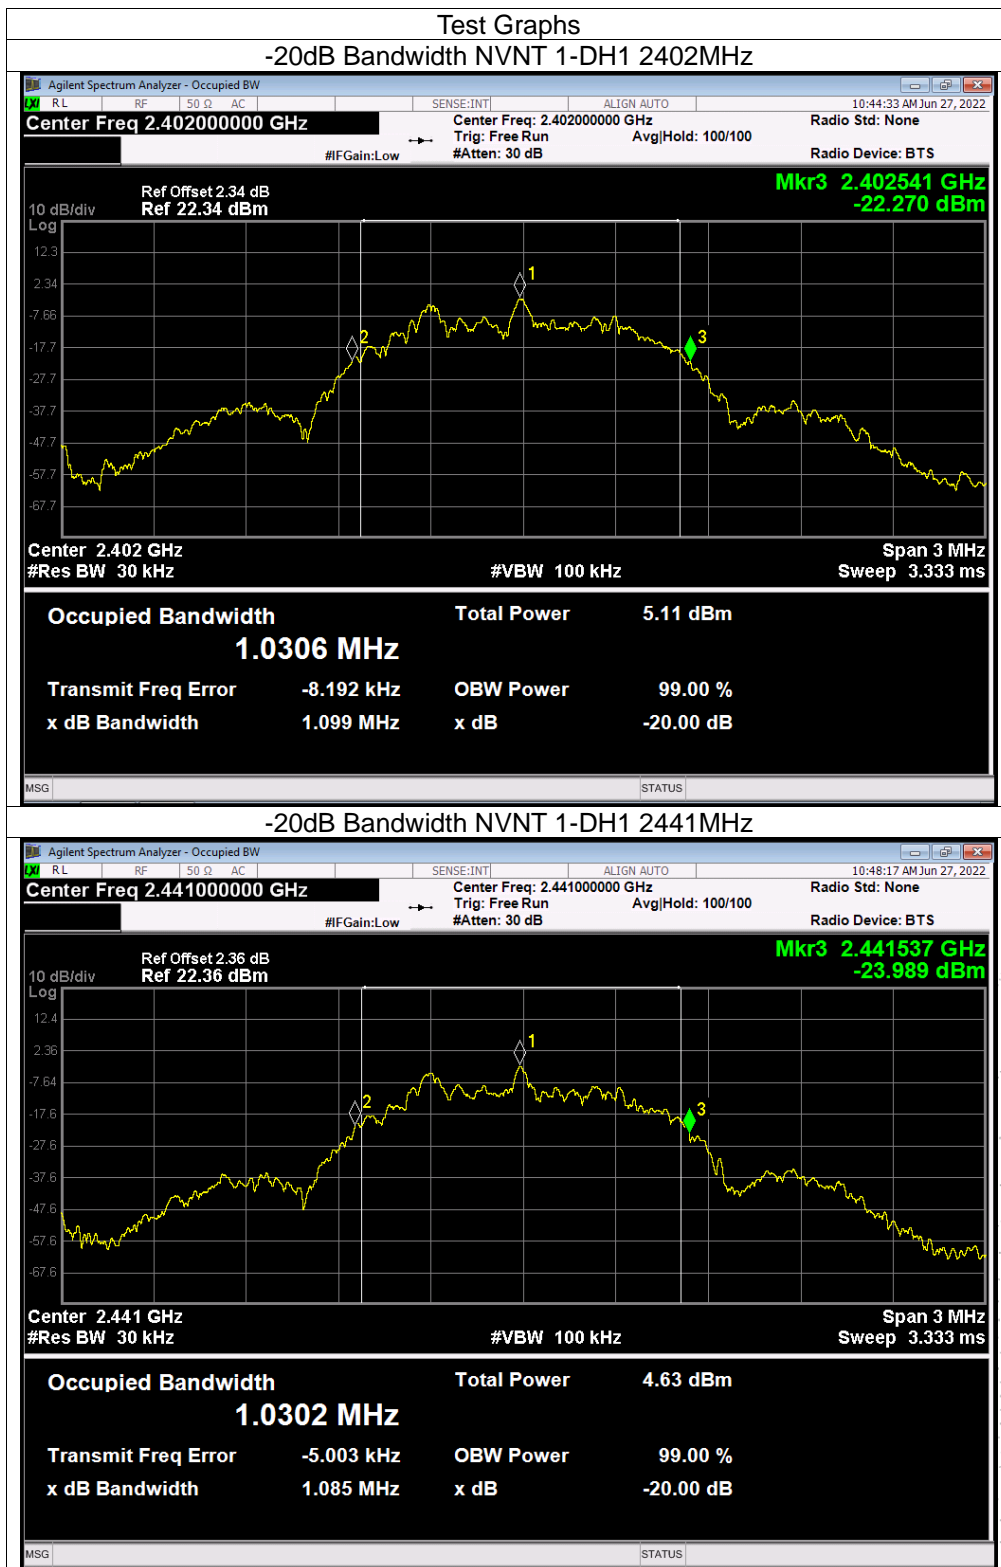 Test Graphs
-20dB Bandwidth NVNT 1-DH1 2402MHz
Agilent Spectrum Analyzer - Occupied BW
LXI RL RF 50 Ω AC SENSE:INT ALIGN AUTO 10:44:33 AM Jun 27, 2022
Center Freq 2.402000000 GHz Center Freq: 2.402000000 GHz Radio Std: None
Trig: Free Run Avg|Hold: 100/100
#IFGain:Low #Atten: 30 dB Radio Device: BTS
Mkr3 2.402541 GHz
-22.270 dBm
Ref Offset 2.34 dB
10 dB/div Ref 22.34 dBm
Log
12.3
2.34
-7.66
-17.7
-27.7
-37.7
-47.7
-57.7
-67.7
1
2
3
Center 2.402 GHz Span 3 MHz
#Res BW 30 kHz #VBW 100 kHz Sweep 3.333 ms
Occupied Bandwidth Total Power 5.11 dBm
1.0306 MHz
Transmit Freq Error -8.192 kHz OBW Power 99.00 %
x dB Bandwidth 1.099 MHz x dB -20.00 dB
MSG STATUS
-20dB Bandwidth NVNT 1-DH1 2441MHz
Agilent Spectrum Analyzer - Occupied BW
LXI RL RF 50 Ω AC SENSE:INT ALIGN AUTO 10:48:17 AM Jun 27, 2022
Center Freq 2.441000000 GHz Center Freq: 2.441000000 GHz Radio Std: None
Trig: Free Run Avg|Hold: 100/100
#IFGain:Low #Atten: 30 dB Radio Device: BTS
Mkr3 2.441537 GHz
-23.989 dBm
Ref Offset 2.36 dB
10 dB/div Ref 22.36 dBm
Log
12.4
2.36
-7.64
-17.6
-27.6
-37.6
-47.6
-57.6
-67.6
1
2
3
Center 2.441 GHz Span 3 MHz
#Res BW 30 kHz #VBW 100 kHz Sweep 3.333 ms
Occupied Bandwidth Total Power 4.63 dBm
1.0302 MHz
Transmit Freq Error -5.003 kHz OBW Power 99.00 %
x dB Bandwidth 1.085 MHz x dB -20.00 dB
MSG STATUS